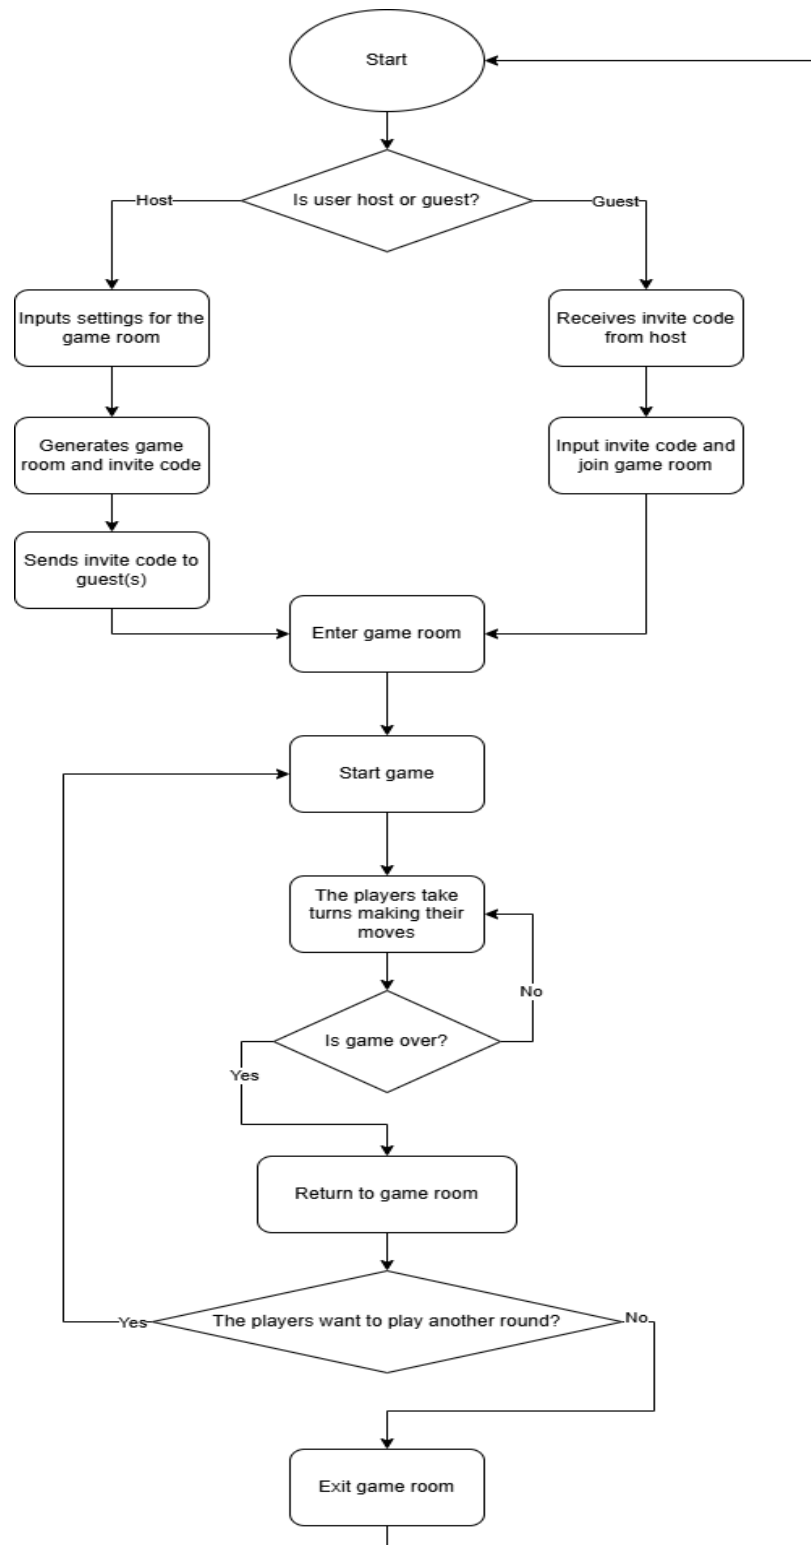 Start
Is user host or guest?
Host
Guest
Inputs settings for the
game room
Receives invite code
from host
Generates game
room and invite code
Input invite code and
join game room
Sends invite code to
guest(s)
Enter game room
Start game
The players take
turns making their
moves
No
Is game over?
Yes
Return to game room
The players want to play another round?
Yes
No
Exit game room